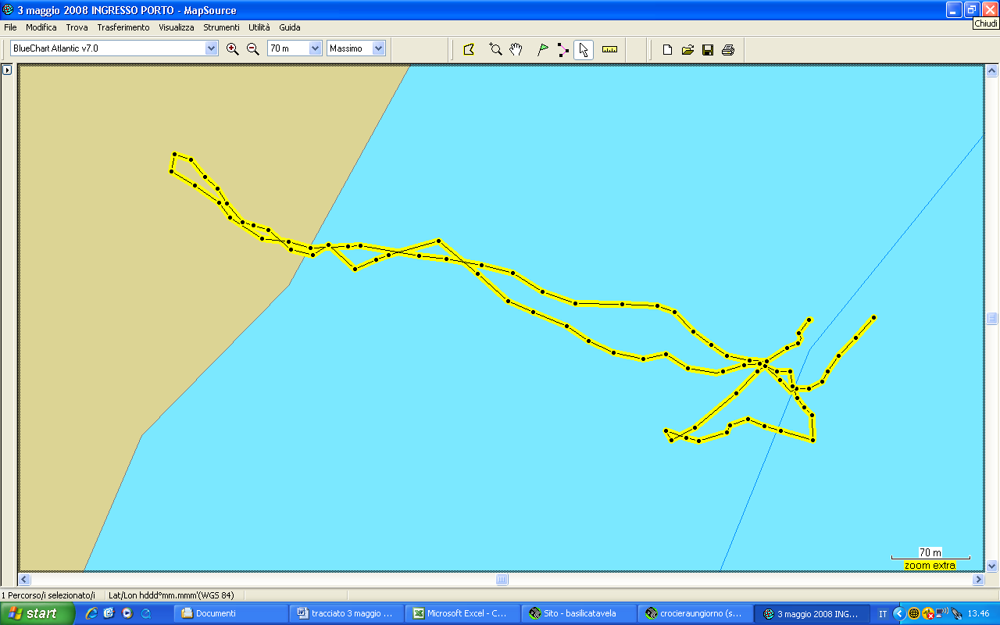 3 maggio 2008 INGRESSO PORTO - MapSource
Chiudi
File Modifica Trova Trasferimento Visualizza Strumenti Utilità Guida
BlueChart Atlantic v7.0 70 m Massimo
70 m
zoom extra
1 Percorso/i selezionato/i Lat/Lon hddd°mm.mmm'(WGS 84)
start Documenti tracciato 3 maggio ... Microsoft Excel - C... Sito - basilicatavela crocieraungiorno (s... 3 maggio 2008 ING... IT 13.46